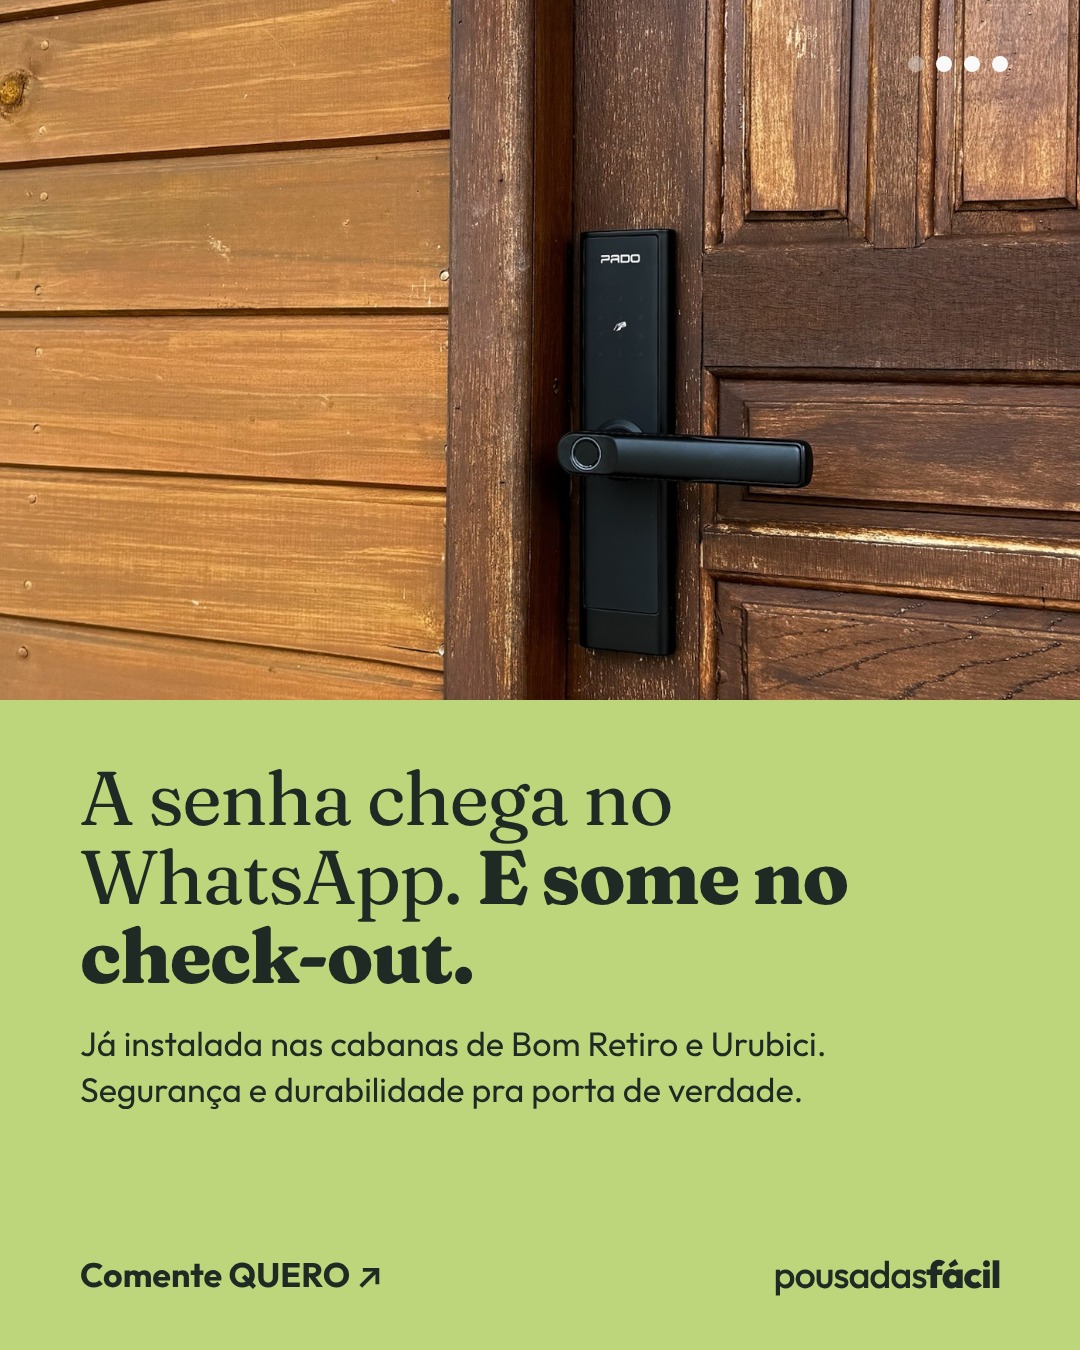 PADO
A senha chega no
WhatsApp. E some no
check-out.
Já instalada nas cabanas de Bom Retiro e Urubici.
Segurança e durabilidade pra porta de verdade.
Comente QUERO ↗
pousadasfácil